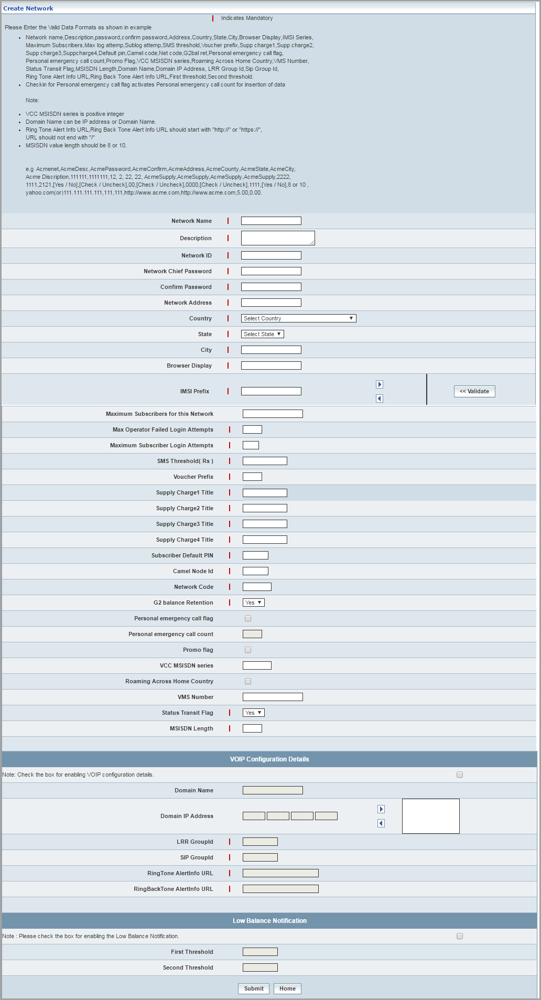 Create Network
Indicates Mandatory
Please Enter the Valid Data Formats as shown in example
• Network name,Description,password,confirm password,Address,Country,State,City,Browser Display,IMSI Series,
Maximum Subscribers,Max log attemp,Sublog attemp,SMS threshold,Voucher prefix,Supp charge1,Supp charge2,
Supp charge3,Suppcharge4,Default pin,Camel code,Net code,G2bal ret,Personal emergency call flag,
Personal emergency call count,Promo Flag,VCC MSISDN series,Roaming Across Home Country,VMS Number,
Status Transit Flag,MSISDN Length,Domain Name,Domain IP Address, LRR Group Id,Sip Group Id,
Ring Tone Alert Info URL,Ring Back Tone Alert Info URL,First threshold,Second threshold.
• Checkin for Personal emergency call flag activates Personal emergency call count for insertion of data
Note:
• VCC MSISDN series is positive integer
• Domain Name can be IP address or Domain Name.
• Ring Tone Alert Info URL,Ring Back Tone Alert Info URL should start with "http://" or "https://",
URL should not end with "/"
• MSISDN value length should be 8 or 10.
e.g Acmenet,AcmeDesc,AcmePassword,AcmeConfirm,AcmeAddress,AcmeCounty,AcmeState,AcmeCity,
Acme Discription,111111,1111111,12, 2, 22, 22, AcmeSupply,AcmeSupply,AcmeSupply,AcmeSupply,2222,
1111,2121,[Yes / No],[Check / Uncheck],00,[Check / Uncheck],0000,[Check / Uncheck],1111,[Yes / No],8 or 10 ,
yahoo.com(or)111.111.111.111,111,111,http://www.acme.com,http://www.acme.com,5.00,0.00.
Network Name
Description
Network ID
Network Chief Password
Confirm Password
Network Address
Country Select Country
State Select State
City
Browser Display
IMSI Prefix << Validate
Maximum Subscribers for this Network
Max Operator Failed Login Attempts
Maximum Subscriber Login Attempts
SMS Threshold( Rs )
Voucher Prefix
Supply Charge1 Title
Supply Charge2 Title
Supply Charge3 Title
Supply Charge4 Title
Subscriber Default PIN
Camel Node Id
Network Code
G2 balance Retention Yes
Personal emergency call flag
Personal emergency call count
Promo flag
VCC MSISDN series
Roaming Across Home Country
VMS Number
Status Transit Flag Yes
MSISDN Length
VOIP Configuration Details
Note: Check the box for enabling VOIP configuration details.
Domain Name
Domain IP Address
LRR GroupId
SIP GroupId
RingTone AlertInfo URL
RingBackTone AlertInfo URL
Low Balance Notification
Note : Please check the box for enabling the Low Balance Notification.
First Threshold
Second Threshold
Submit Home